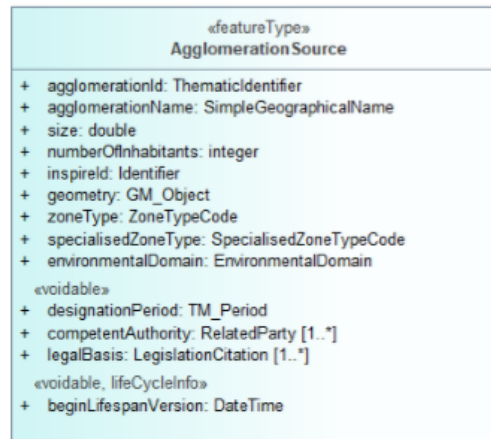 «featureType»
AgglomerationSource
+ agglomerationId: ThematicIdentifier
+ agglomerationName: SimpleGeographicalName
+ size: double
+ numberOfInhabitants: integer
+ inspireId: Identifier
+ geometry: GM_Object
+ zoneType: ZoneTypeCode
+ specialisedZoneType: SpecialisedZoneTypeCode
+ environmentalDomain: EnvironmentalDomain
«voidable»
+ designationPeriod: TM_Period
+ competentAuthority: RelatedParty [1..*]
+ legalBasis: LegislationCitation [1..*]
«voidable, lifeCycleInfo»
+ beginLifespanVersion: DateTime